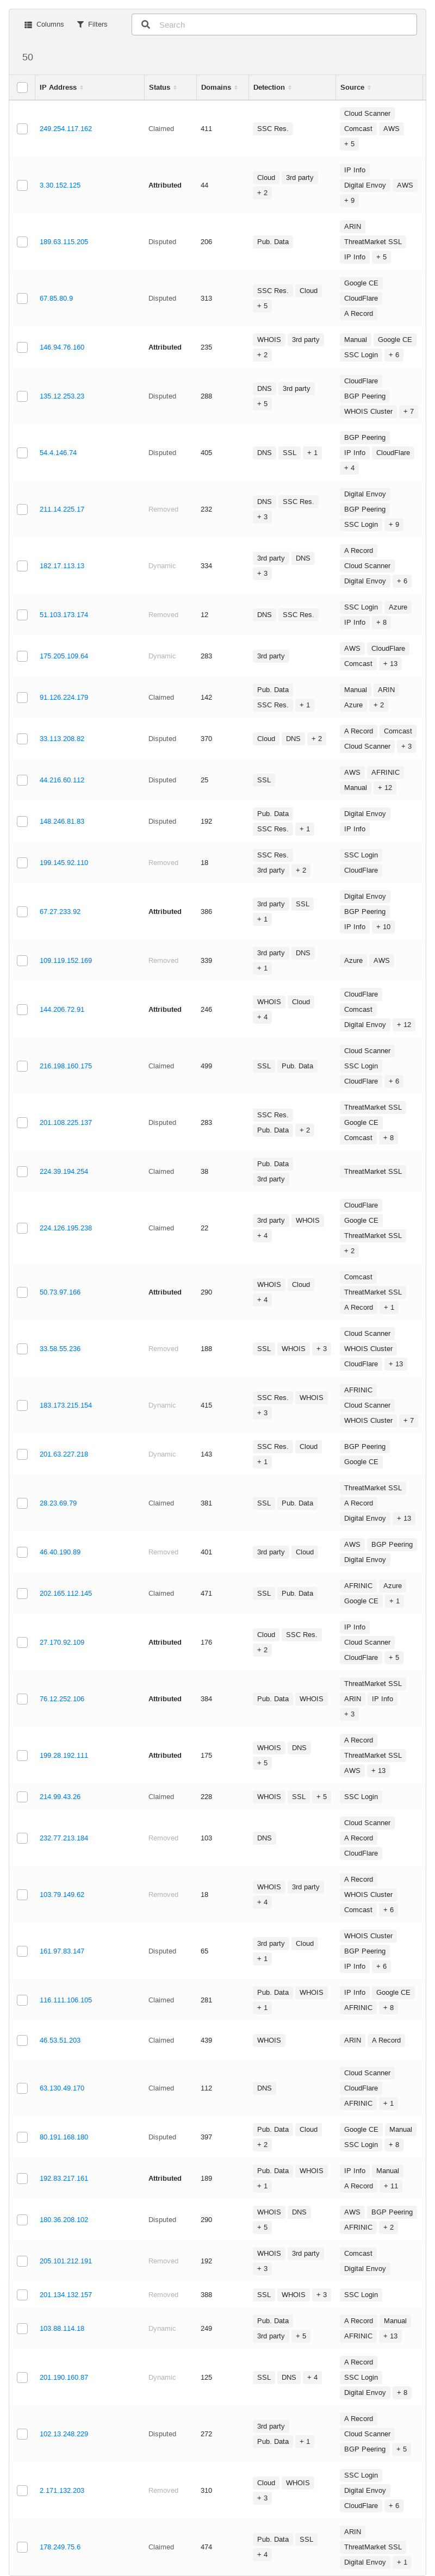 Columns Filters Search
50
IP Address Status Domains Detection Source
249.254.117.162 Claimed 411 SSC Res. Cloud Scanner Comcast AWS + 5
3.30.152.125 Attributed 44 Cloud 3rd party + 2 IP Info Digital Envoy AWS + 9
189.63.115.205 Disputed 206 Pub. Data ARIN ThreatMarket SSL IP Info + 5
67.85.80.9 Disputed 313 SSC Res. Cloud + 5 Google CE CloudFlare A Record
146.94.76.160 Attributed 235 WHOIS 3rd party + 2 Manual Google CE SSC Login + 6
135.12.253.23 Disputed 288 DNS 3rd party + 5 CloudFlare BGP Peering WHOIS Cluster + 7
54.4.146.74 Disputed 405 DNS SSL + 1 BGP Peering IP Info CloudFlare + 4
211.14.225.17 Removed 232 DNS SSC Res. + 3 Digital Envoy BGP Peering SSC Login + 9
182.17.113.13 Dynamic 334 3rd party DNS + 3 A Record Cloud Scanner Digital Envoy + 6
51.103.173.174 Removed 12 DNS SSC Res. SSC Login Azure IP Info + 8
175.205.109.64 Dynamic 283 3rd party AWS CloudFlare Comcast + 13
91.126.224.179 Claimed 142 Pub. Data SSC Res. + 1 Manual ARIN Azure + 2
33.113.208.82 Disputed 370 Cloud DNS + 2 A Record Comcast Cloud Scanner + 3
44.216.60.112 Disputed 25 SSL AWS AFRINIC Manual + 12
148.246.81.83 Disputed 192 Pub. Data SSC Res. + 1 Digital Envoy IP Info
199.145.92.110 Removed 18 SSC Res. 3rd party + 2 SSC Login CloudFlare
67.27.233.92 Attributed 386 3rd party SSL + 1 Digital Envoy BGP Peering IP Info + 10
109.119.152.169 Removed 339 3rd party DNS + 1 Azure AWS
144.206.72.91 Attributed 246 WHOIS Cloud + 4 CloudFlare Comcast Digital Envoy + 12
216.198.160.175 Claimed 499 SSL Pub. Data Cloud Scanner SSC Login CloudFlare + 6
201.108.225.137 Disputed 283 SSC Res. Pub. Data + 2 ThreatMarket SSL Google CE Comcast + 8
224.39.194.254 Claimed 38 Pub. Data 3rd party ThreatMarket SSL
224.126.195.238 Claimed 22 3rd party WHOIS + 4 CloudFlare Google CE ThreatMarket SSL + 2
50.73.97.166 Attributed 290 WHOIS Cloud + 4 Comcast ThreatMarket SSL A Record + 1
33.58.55.236 Removed 188 SSL WHOIS + 3 Cloud Scanner WHOIS Cluster CloudFlare + 13
183.173.215.154 Dynamic 415 SSC Res. WHOIS + 3 AFRINIC Cloud Scanner WHOIS Cluster + 7
201.63.227.218 Dynamic 143 SSC Res. Cloud + 1 BGP Peering Google CE
28.23.69.79 Claimed 381 SSL Pub. Data ThreatMarket SSL A Record Digital Envoy + 13
46.40.190.89 Removed 401 3rd party Cloud AWS BGP Peering Digital Envoy
202.165.112.145 Claimed 471 SSL Pub. Data AFRINIC Azure Google CE + 1
27.170.92.109 Attributed 176 Cloud SSC Res. + 2 IP Info Cloud Scanner CloudFlare + 5
76.12.252.106 Attributed 384 Pub. Data WHOIS ThreatMarket SSL ARIN IP Info + 3
199.28.192.111 Attributed 175 WHOIS DNS + 5 A Record ThreatMarket SSL AWS + 13
214.99.43.26 Claimed 228 WHOIS SSL + 5 SSC Login
232.77.213.184 Removed 103 DNS Cloud Scanner A Record CloudFlare
103.79.149.62 Removed 18 WHOIS 3rd party + 4 A Record WHOIS Cluster Comcast + 6
161.97.83.147 Disputed 65 3rd party Cloud + 1 WHOIS Cluster BGP Peering IP Info + 6
116.111.106.105 Claimed 281 Pub. Data WHOIS + 1 IP Info Google CE AFRINIC + 8
46.53.51.203 Claimed 439 WHOIS ARIN A Record
63.130.49.170 Claimed 112 DNS Cloud Scanner CloudFlare AFRINIC + 1
80.191.168.180 Disputed 397 Pub. Data Cloud + 2 Google CE Manual SSC Login + 8
192.83.217.161 Attributed 189 Pub. Data WHOIS + 1 IP Info Manual A Record + 11
180.36.208.102 Disputed 290 WHOIS DNS + 5 AWS BGP Peering AFRINIC + 2
205.101.212.191 Removed 192 WHOIS 3rd party + 3 Comcast Digital Envoy
201.134.132.157 Removed 388 SSL WHOIS + 3 SSC Login
103.88.114.18 Dynamic 249 Pub. Data 3rd party + 5 A Record Manual AFRINIC + 13
201.190.160.87 Dynamic 125 SSL DNS + 4 A Record SSC Login Digital Envoy + 8
102.13.248.229 Disputed 272 3rd party Pub. Data + 1 A Record Cloud Scanner BGP Peering + 5
2.171.132.203 Removed 310 Cloud WHOIS + 3 SSC Login Digital Envoy CloudFlare + 6
178.249.75.6 Claimed 474 Pub. Data SSL + 4 ARIN ThreatMarket SSL Digital Envoy + 1